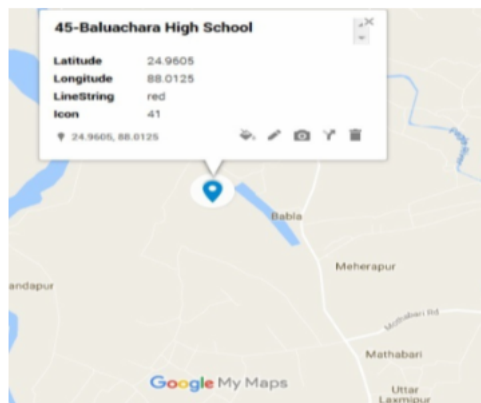 45-Baluachara High School
Latitude 24.9605
Longitude 88.0125
LineString red
Icon 41
24.9605, 88.0125
Babla
Meherapur
andapur
Mothabari Rd
Mathabari
Google My Maps
Uttar
Laxmipur